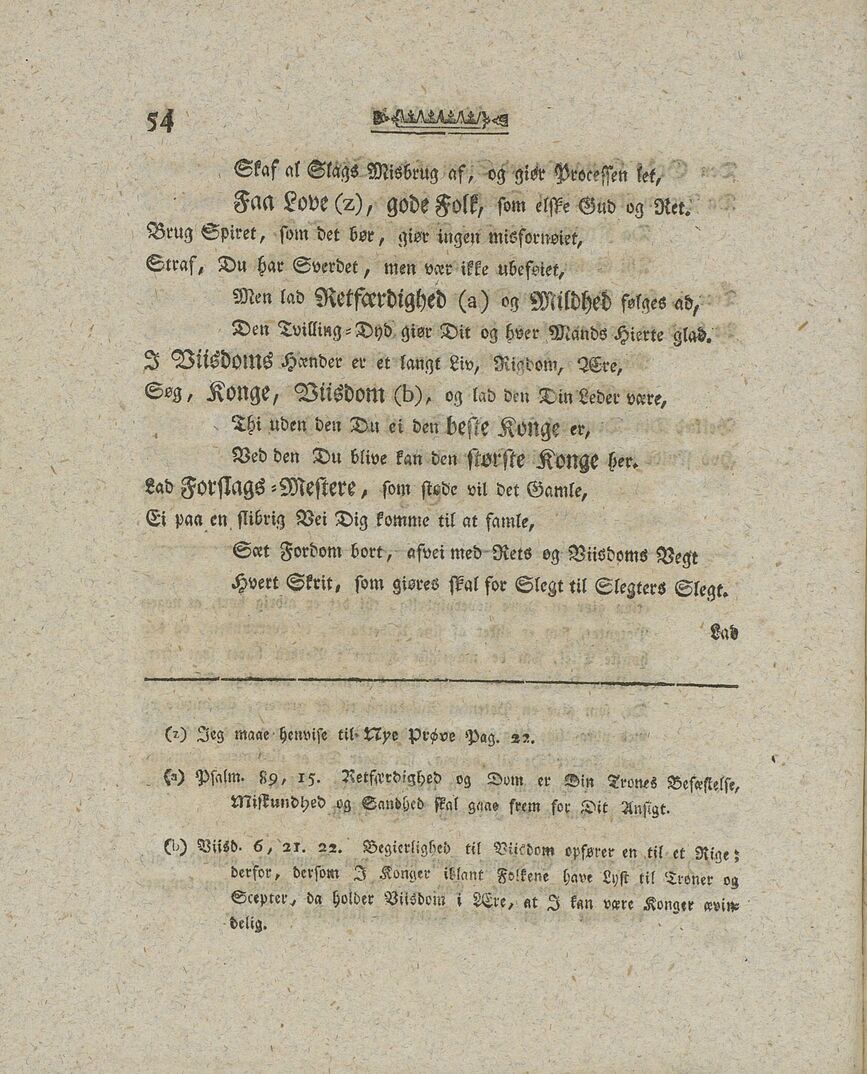 54
Skaf al Slags Misbrug af, og giør Processen let,
Faa Love (z), gode Folk, som elske Gud og Ret.
Brug Spiret, som det bør, giør ingen misfornøiet,
Straf, Du har Sverdet, men vær ikke ubeføiet,
Men lad Retfærdighed (a) og Mildhed følges ad,
Den Tvilling-Dyd giør Dit og hver Mands Hierte glad.
I Viisdoms Hænder er et langt Liv, Rigdom, Ære,
Søg, Konge, Viisdom (b), og lad den Din Leder være,
Thi uden den Du ei den beste Konge er,
Ved den Du blive kan den største Konge her.
Lad Forslags-Mestere, som støde vil det Gamle,
Ei paa en slibrig Vei Dig komme til at famle,
Sæt Fordom bort, afvei med Rets og Viisdoms Vegt
Hvert Skrit, som giøres skal for Slegt til Slegters Slegt.
Lad
(z) Jeg maae henvise til Nye Prøve Pag. 22.
(a) Psalm. 89, 15. Retfærdighed og Dom er Din Trones Befæstelse,
Miskundhed og Sandhed skal gaae frem for Dit Ansigt.
(b) Viisd. 6, 21. 22. Begierlighed til Viisdom opfører en til et Rige;
derfor, dersom I Konger iblant Folkene have Lyst til Troner og
Scepter, da holder Viisdom i Ære, at I kan være Konger ævin-
delig.